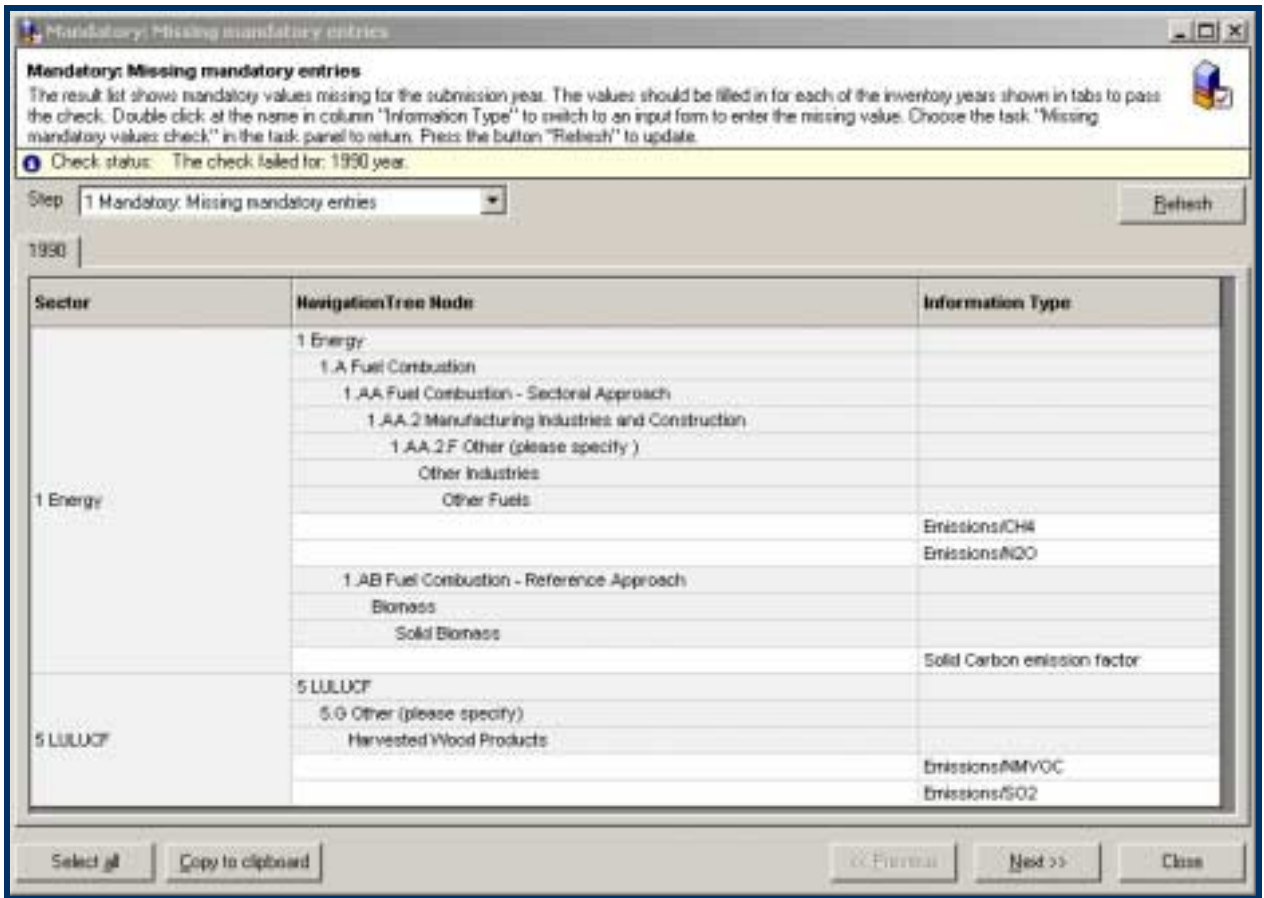 Mandatory: Missing mandatory entries
Mandatory: Missing mandatory entries
The result list shows mandatory values missing for the submission year. The values should be filled in for each of the inventory years shown in tabs to pass
the check. Double click at the name in column "Information Type" to switch to an input form to enter the missing value. Choose the task "Missing
mandatory values check" in the task panel to return. Press the button "Refresh" to update.
Check status: The check failed for: 1990 year.
Step 1 Mandatory: Missing mandatory entries Refresh
1990
Sector NavigationTree Node Information Type
1 Energy
1.A Fuel Combustion
1.AA Fuel Combustion - Sectoral Approach
1.AA.2 Manufacturing Industries and Construction
1.AA.2.F Other (please specify )
Other Industries
1 Energy Other Fuels
Emissions/CH4
Emissions/N2O
1.AB Fuel Combustion - Reference Approach
Biomass
Solid Biomass
Solid Carbon emission factor
5 LULUCF
5.G Other (please specify)
5 LULUCF Harvested Wood Products
Emissions/NMVOC
Emissions/SO2
Select all Copy to clipboard << Previous Next >> Close